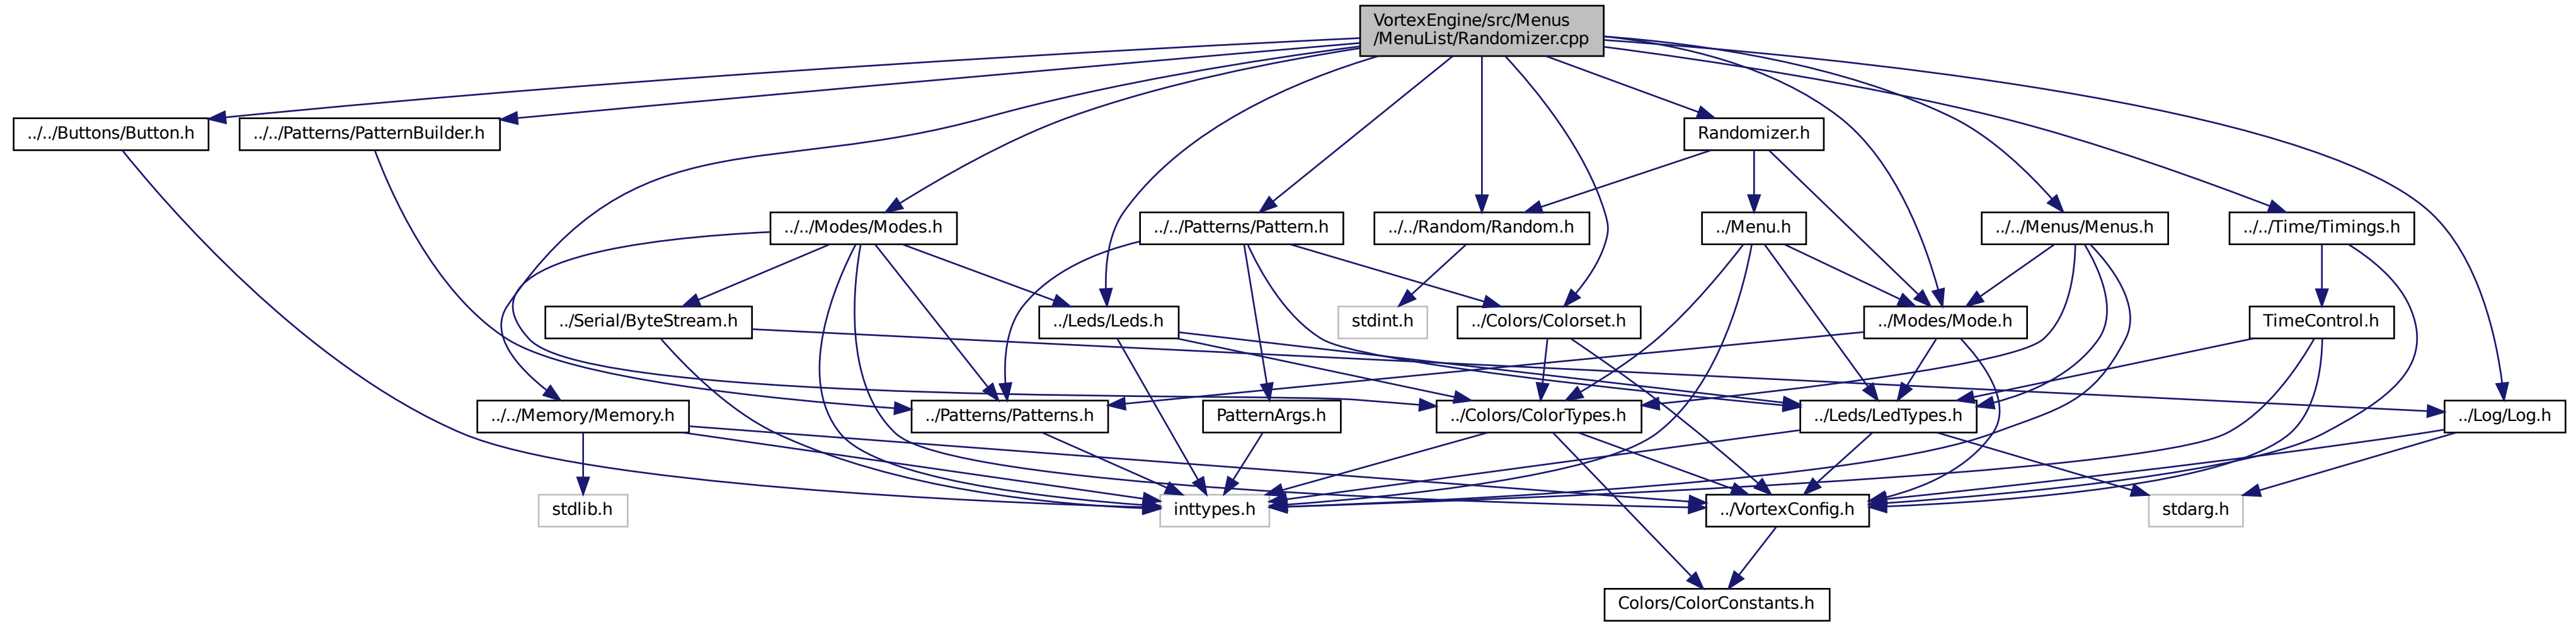 VortexEngine/src/Menus
/MenuList/Randomizer.cpp
../../Buttons/Button.h
../../Patterns/PatternBuilder.h
Randomizer.h
../../Modes/Modes.h
../../Patterns/Pattern.h
../../Random/Random.h
../Menu.h
../../Menus/Menus.h
../../Time/Timings.h
../Serial/ByteStream.h
../Leds/Leds.h
stdint.h
../Colors/Colorset.h
../Modes/Mode.h
TimeControl.h
../../Memory/Memory.h
../Patterns/Patterns.h
PatternArgs.h
../Colors/ColorTypes.h
../Leds/LedTypes.h
../Log/Log.h
stdlib.h
inttypes.h
../VortexConfig.h
stdarg.h
Colors/ColorConstants.h